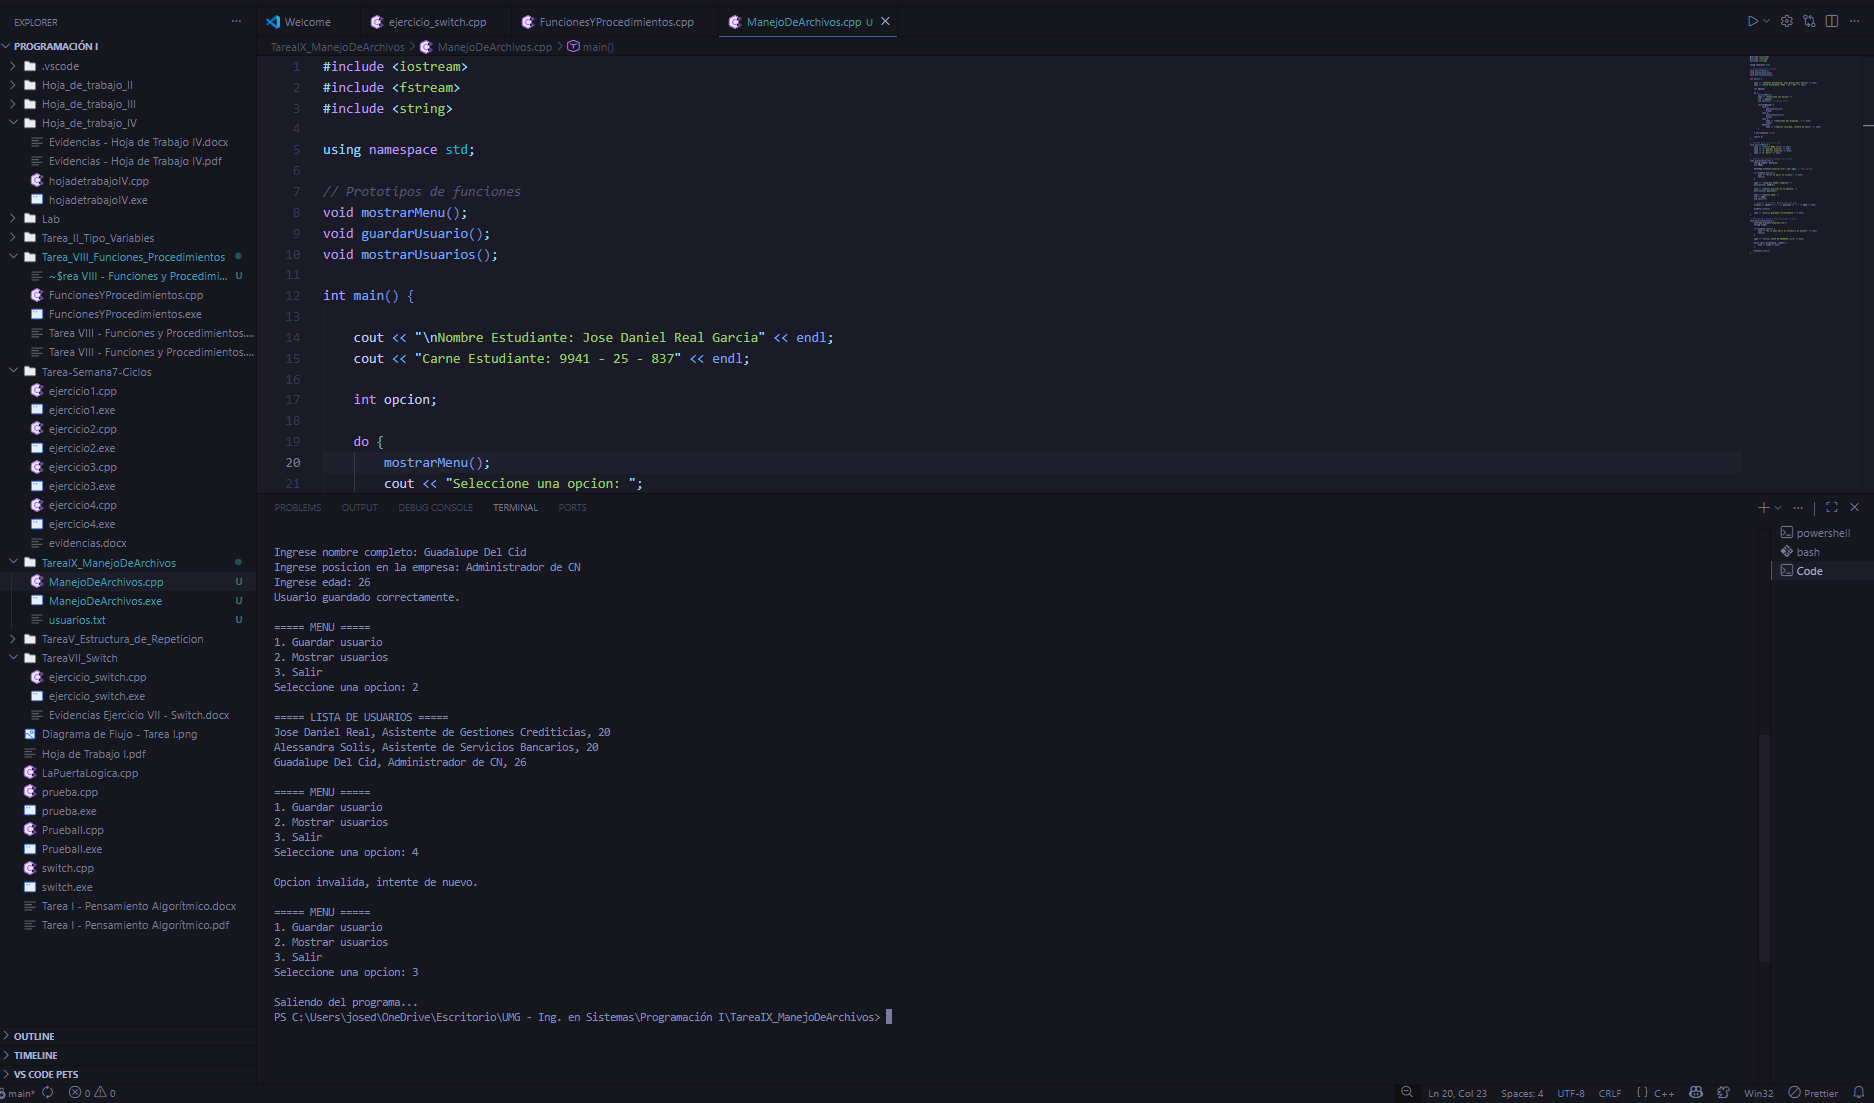 EXPLORER
PROGRAMACIÓN I
.vscode
Hoja_de_trabajo_II
Hoja_de_trabajo_III
Hoja_de_trabajo_IV
Evidencias - Hoja de Trabajo IV.docx
Evidencias - Hoja de Trabajo IV.pdf
hojadetrabajoIV.cpp
hojadetrabajoIV.exe
Lab
Tarea_II_Tipo_Variables
Tarea_VIII_Funciones_Procedimientos
~$rea VIII - Funciones y Procedimi... U
FuncionesYProcedimientos.cpp
FuncionesYProcedimientos.exe
Tarea VIII - Funciones y Procedimientos....
Tarea VIII - Funciones y Procedimientos....
Tarea-Semana7-Ciclos
ejercicio1.cpp
ejercicio1.exe
ejercicio2.cpp
ejercicio2.exe
ejercicio3.cpp
ejercicio3.exe
ejercicio4.cpp
ejercicio4.exe
evidencias.docx
TareaIX_ManejoDeArchivos
ManejoDeArchivos.cpp U
ManejoDeArchivos.exe U
usuarios.txt U
TareaV_Estructura_de_Repeticion
TareaVII_Switch
ejercicio_switch.cpp
ejercicio_switch.exe
Evidencias Ejercicio VII - Switch.docx
Diagrama de Flujo - Tarea I.png
Hoja de Trabajo I.pdf
LaPuertaLogica.cpp
prueba.cpp
prueba.exe
PruebaII.cpp
PruebaII.exe
switch.cpp
switch.exe
Tarea I - Pensamiento Algorítmico.docx
Tarea I - Pensamiento Algorítmico.pdf
OUTLINE
TIMELINE
VS CODE PETS
Welcome ejercicio_switch.cpp FuncionesYProcedimientos.cpp ManejoDeArchivos.cpp U
TareaIX_ManejoDeArchivos > ManejoDeArchivos.cpp > main()
1 #include <iostream>
2 #include <fstream>
3 #include <string>
4
5 using namespace std;
6
7 // Prototipos de funciones
8 void mostrarMenu();
9 void guardarUsuario();
10 void mostrarUsuarios();
11
12 int main() {
13
14 cout << "\nNombre Estudiante: Jose Daniel Real Garcia" << endl;
15 cout << "Carne Estudiante: 9941 - 25 - 837" << endl;
16
17 int opcion;
18
19 do {
20 mostrarMenu();
21 cout << "Seleccione una opcion: ";
PROBLEMS OUTPUT DEBUG CONSOLE TERMINAL PORTS
Ingrese nombre completo: Guadalupe Del Cid
Ingrese posicion en la empresa: Administrador de CN
Ingrese edad: 26
Usuario guardado correctamente.
===== MENU =====
1. Guardar usuario
2. Mostrar usuarios
3. Salir
Seleccione una opcion: 2
===== LISTA DE USUARIOS =====
Jose Daniel Real, Asistente de Gestiones Crediticias, 20
Alessandra Solis, Asistente de Servicios Bancarios, 20
Guadalupe Del Cid, Administrador de CN, 26
===== MENU =====
1. Guardar usuario
2. Mostrar usuarios
3. Salir
Seleccione una opcion: 4
Opcion invalida, intente de nuevo.
===== MENU =====
1. Guardar usuario
2. Mostrar usuarios
3. Salir
Seleccione una opcion: 3
Saliendo del programa...
PS C:\Users\josed\OneDrive\Escritorio\UMG - Ing. en Sistemas\Programación I\TareaIX_ManejoDeArchivos>
powershell
bash
Code
main* 0 0 Ln 20, Col 23 Spaces: 4 UTF-8 CRLF { } C++ Win32 Prettier